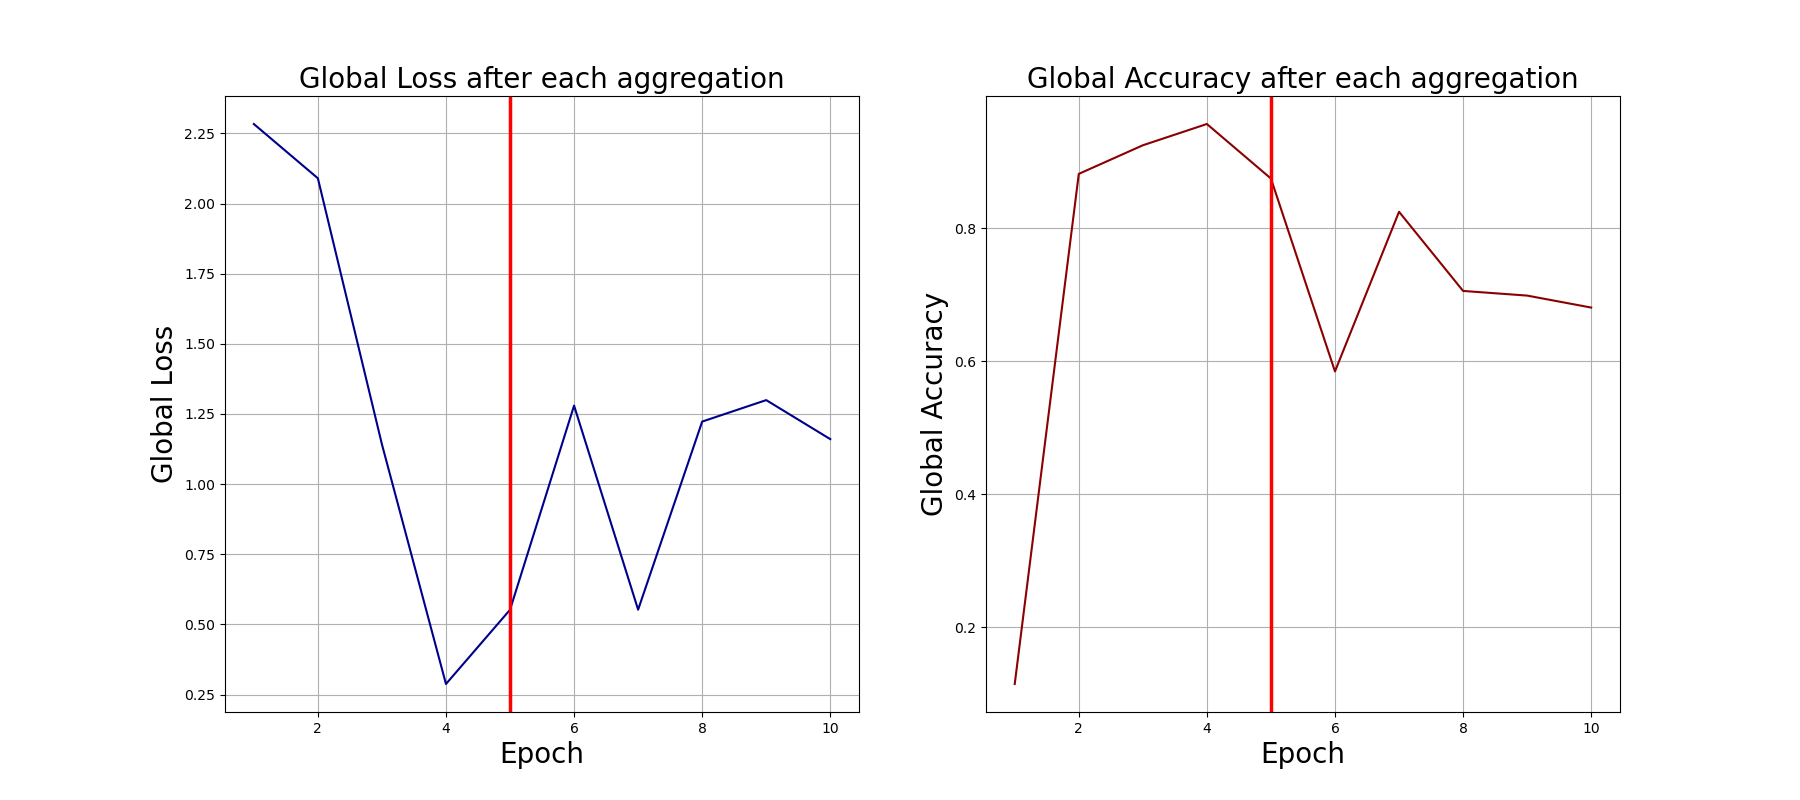 Global Loss after each aggregation
Global Loss
2.25
2.00
1.75
1.50
1.25
1.00
0.75
0.50
0.25
2 4 6 8 10
Epoch
Global Accuracy after each aggregation
Global Accuracy
0.8
0.6
0.4
0.2
2 4 6 8 10
Epoch